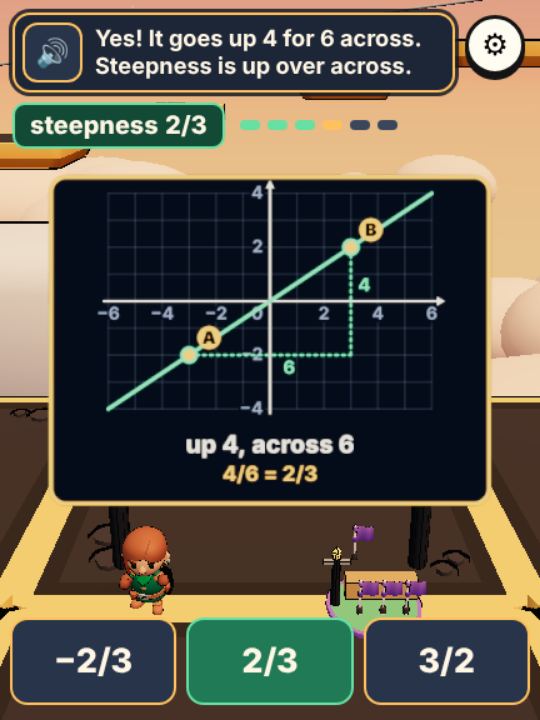 Yes! It goes up 4 for 6 across.
Steepness is up over across.
steepness 2/3
4
B
2
4
−6 −4 −2 0 2 4 6
A
−2
6
−4
up 4, across 6
4/6 = 2/3
−2/3
2/3
3/2